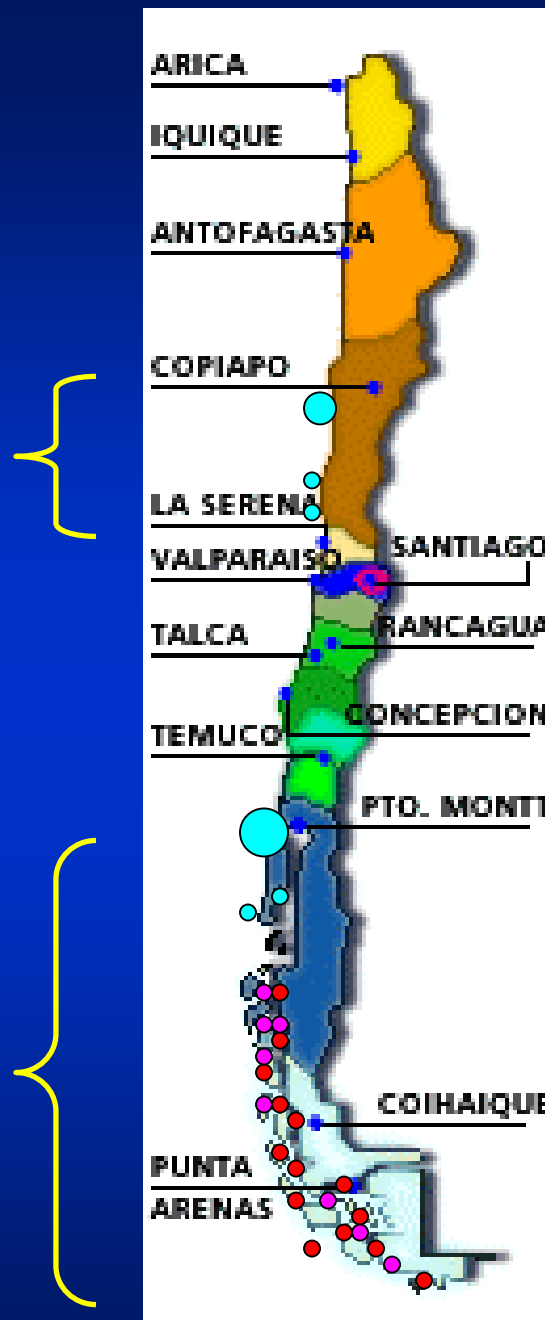 ARICA
IQUIQUE
ANTOFAGASTA
COPIAPO
LA SERENA
SANTIAGO
VALPARAISO
RANCAGUA
TALCA
CONCEPCION
TEMUCO
PTO. MONTT
COIHAIQUE
PUNTA
ARENAS